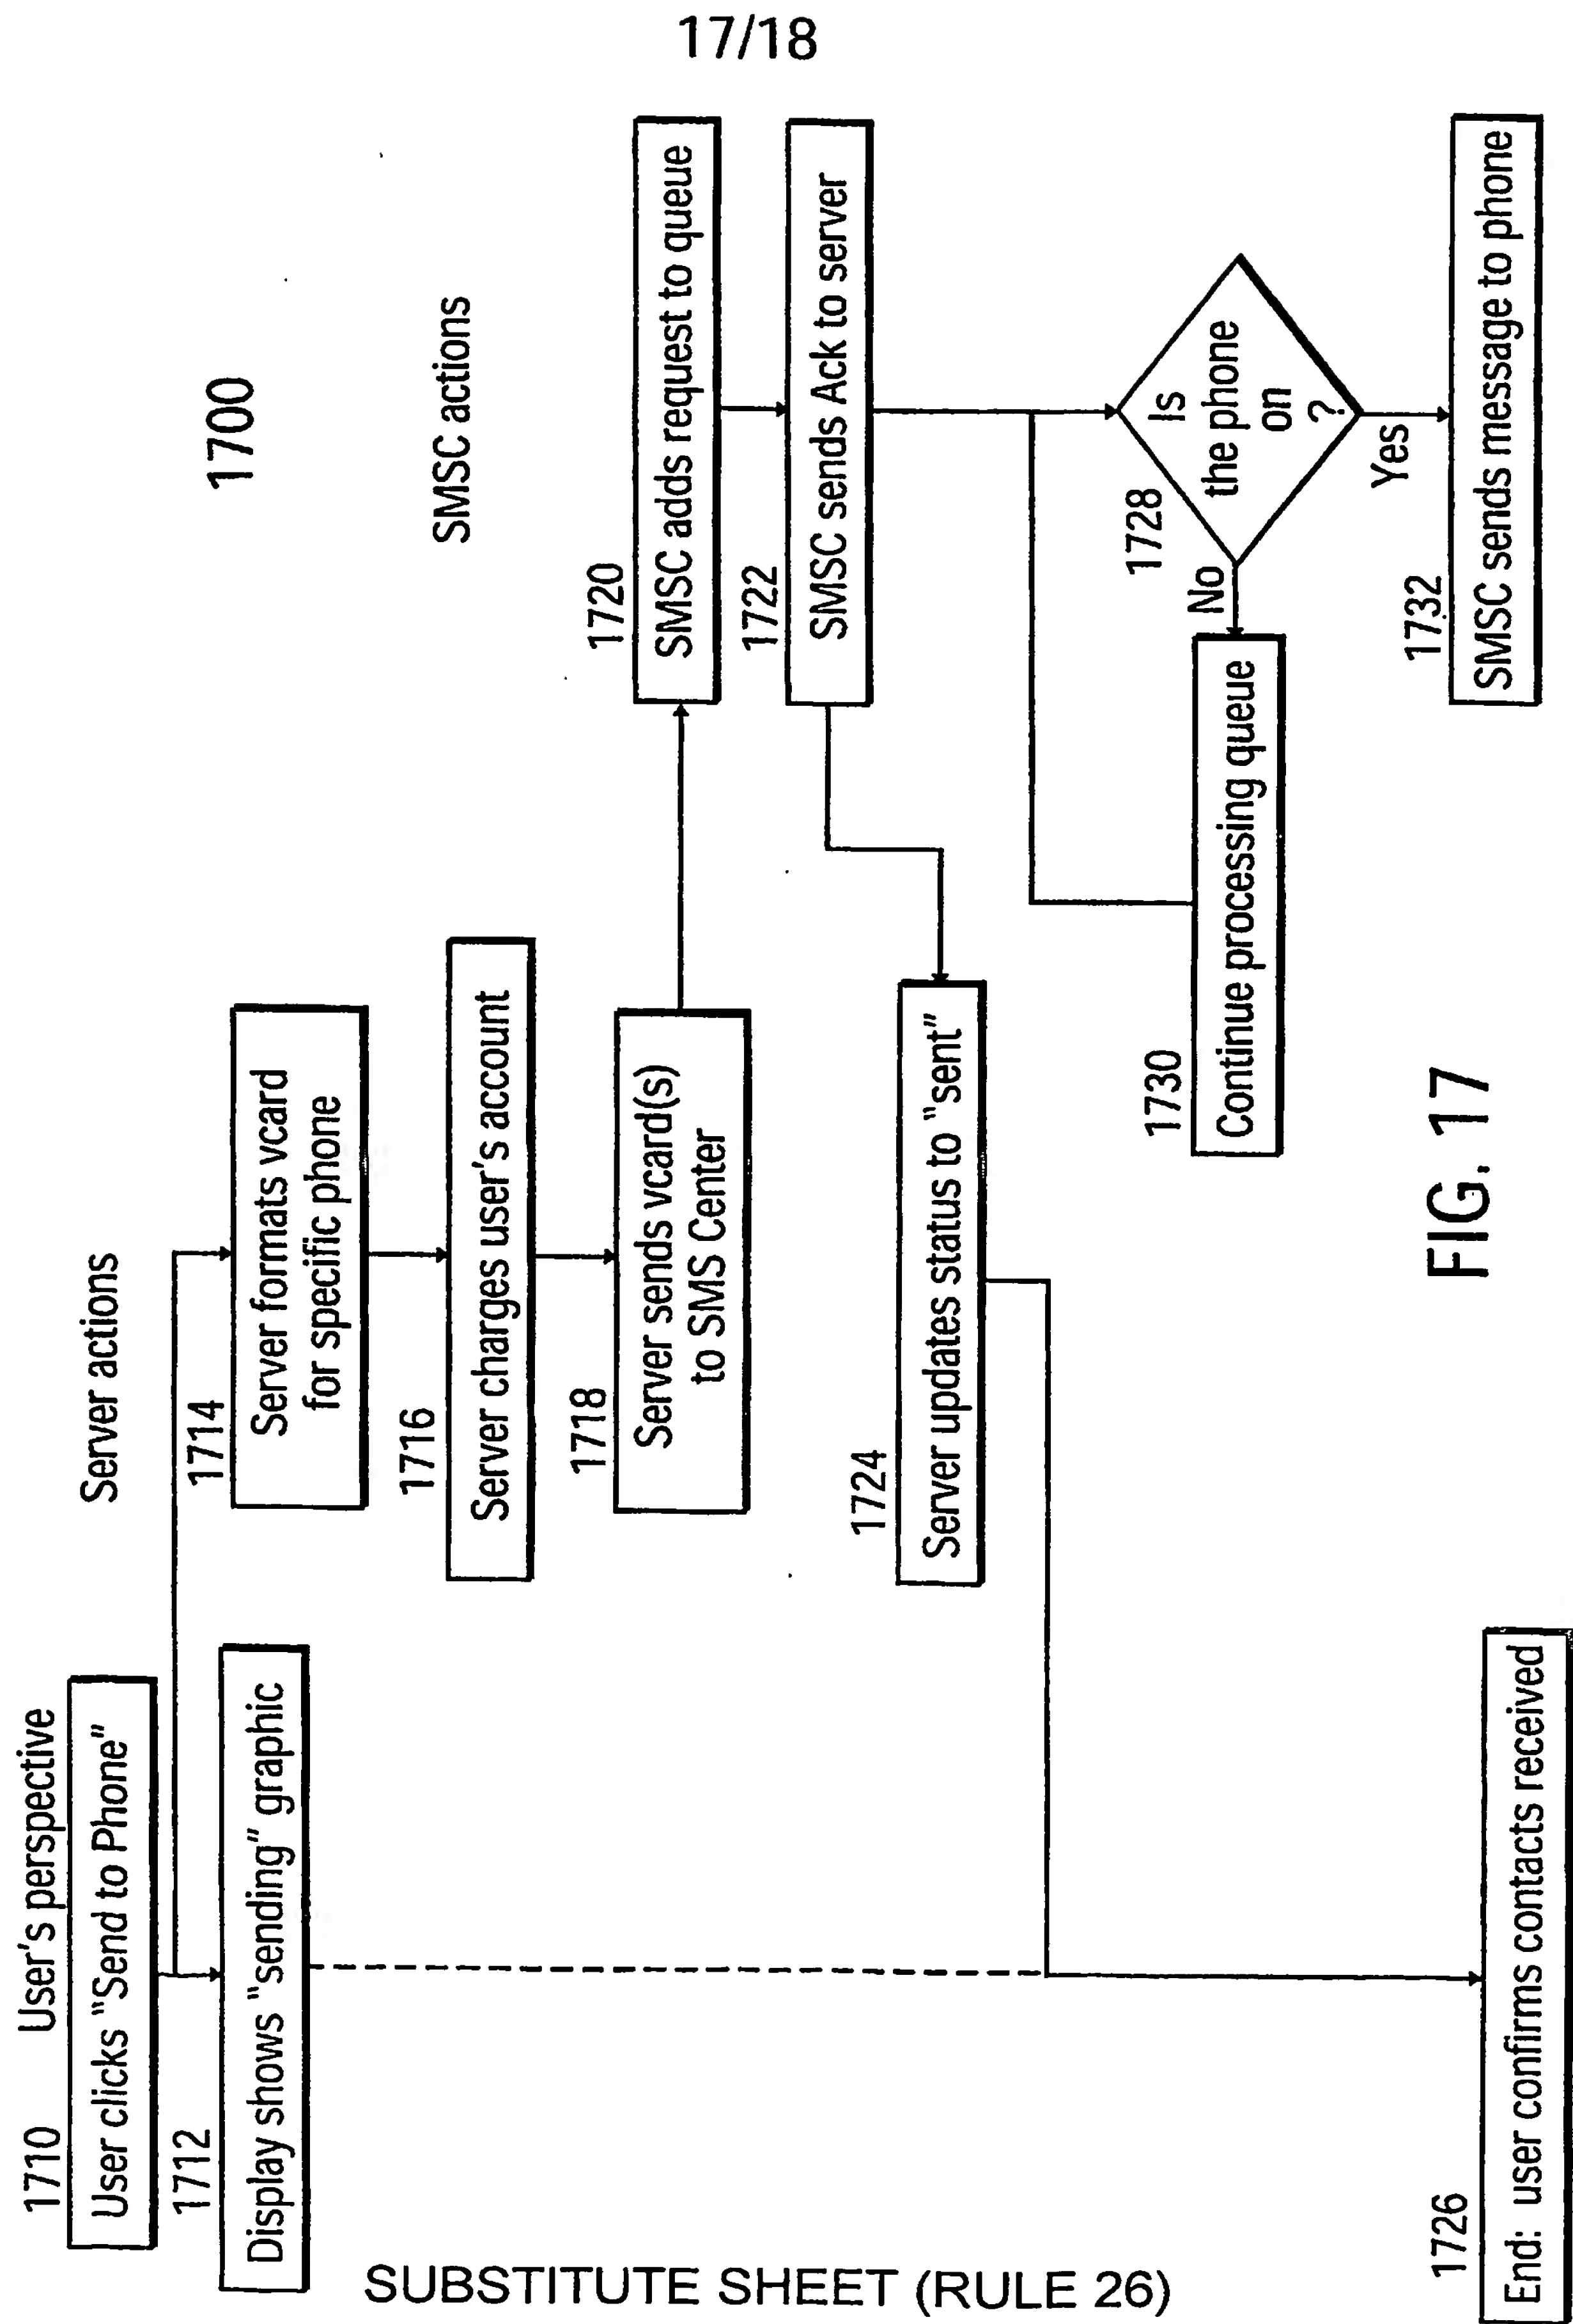 17/18
1700
User's perspective
Server actions
SMSC actions
1710
User clicks "Send to Phone"
1712
Display shows "sending" graphic
1714
Server formats vcard
for specific phone
1716
Server charges user's account
1718
Server sends vcard(s)
to SMS Center
1720
SMSC adds request to queue
1722
SMSC sends Ack to server
1724
Server updates status to "sent"
1728
Is
the phone
on
?
No
Yes
1730
Continue processing queue
1732
SMSC sends message to phone
1726
End: user confirms contacts received
FIG. 17
SUBSTITUTE SHEET (RULE 26)